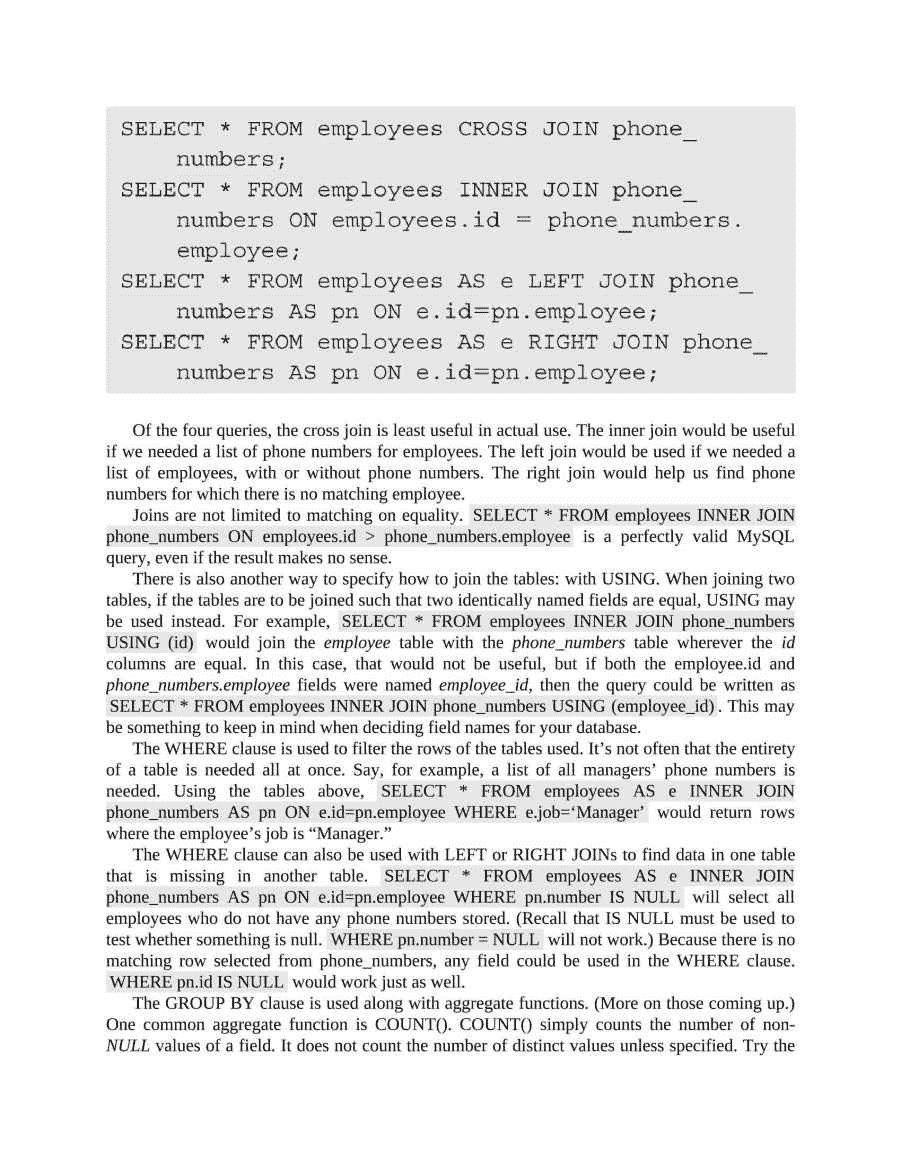 SELECT * FROM employees CROSS JOIN phone_
numbers;
SELECT * FROM employees INNER JOIN phone_
numbers ON employees.id = phone_numbers.
employee;
SELECT * FROM employees AS e LEFT JOIN phone_
numbers AS pn ON e.id=pn.employee;
SELECT * FROM employees AS e RIGHT JOIN phone_
numbers AS pn ON e.id=pn.employee;
Of the four queries, the cross join is least useful in actual use. The inner join would be useful
if we needed a list of phone numbers for employees. The left join would be used if we needed a
list of employees, with or without phone numbers. The right join would help us find phone
numbers for which there is no matching employee.
Joins are not limited to matching on equality. SELECT * FROM employees INNER JOIN
phone_numbers ON employees.id > phone_numbers.employee is a perfectly valid MySQL
query, even if the result makes no sense.
There is also another way to specify how to join the tables: with USING. When joining two
tables, if the tables are to be joined such that two identically named fields are equal, USING may
be used instead. For example, SELECT * FROM employees INNER JOIN phone_numbers
USING (id) would join the employee table with the phone_numbers table wherever the id
columns are equal. In this case, that would not be useful, but if both the employee.id and
phone_numbers.employee fields were named employee_id, then the query could be written as
SELECT * FROM employees INNER JOIN phone_numbers USING (employee_id). This may
be something to keep in mind when deciding field names for your database.
The WHERE clause is used to filter the rows of the tables used. It’s not often that the entirety
of a table is needed all at once. Say, for example, a list of all managers’ phone numbers is
needed. Using the tables above, SELECT * FROM employees AS e INNER JOIN
phone_numbers AS pn ON e.id=pn.employee WHERE e.job=‘Manager’ would return rows
where the employee’s job is “Manager.”
The WHERE clause can also be used with LEFT or RIGHT JOINs to find data in one table
that is missing in another table. SELECT * FROM employees AS e INNER JOIN
phone_numbers AS pn ON e.id=pn.employee WHERE pn.number IS NULL will select all
employees who do not have any phone numbers stored. (Recall that IS NULL must be used to
test whether something is null. WHERE pn.number = NULL will not work.) Because there is no
matching row selected from phone_numbers, any field could be used in the WHERE clause.
WHERE pn.id IS NULL would work just as well.
The GROUP BY clause is used along with aggregate functions. (More on those coming up.)
One common aggregate function is COUNT(). COUNT() simply counts the number of non-
NULL values of a field. It does not count the number of distinct values unless specified. Try the